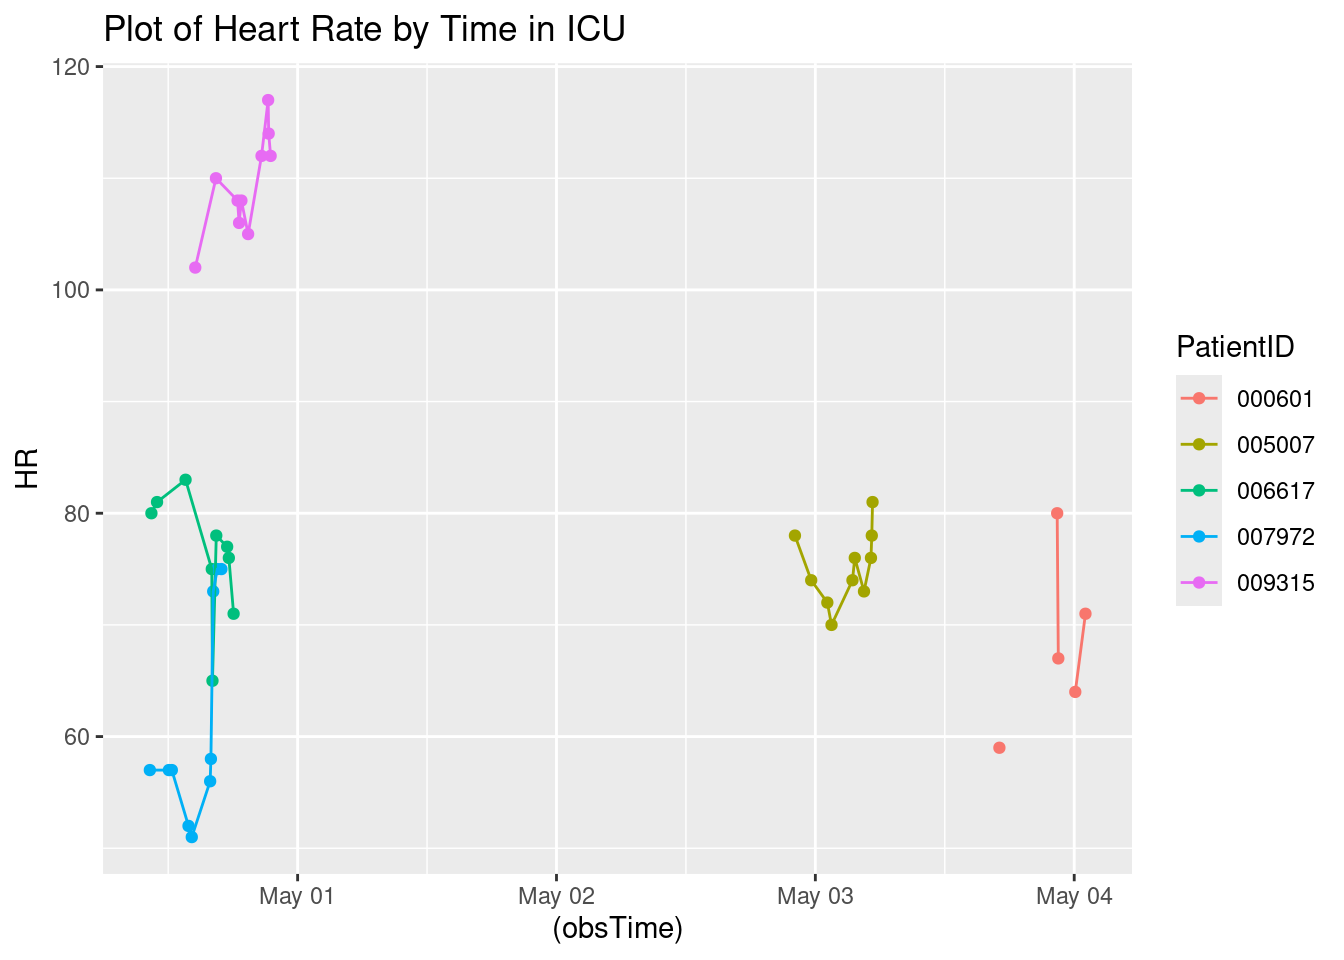 Plot of Heart Rate by Time in ICU
120
100
80
60
HR
May 01
May 02
May 03
May 04
(obsTime)
PatientID
000601
005007
006617
007972
009315